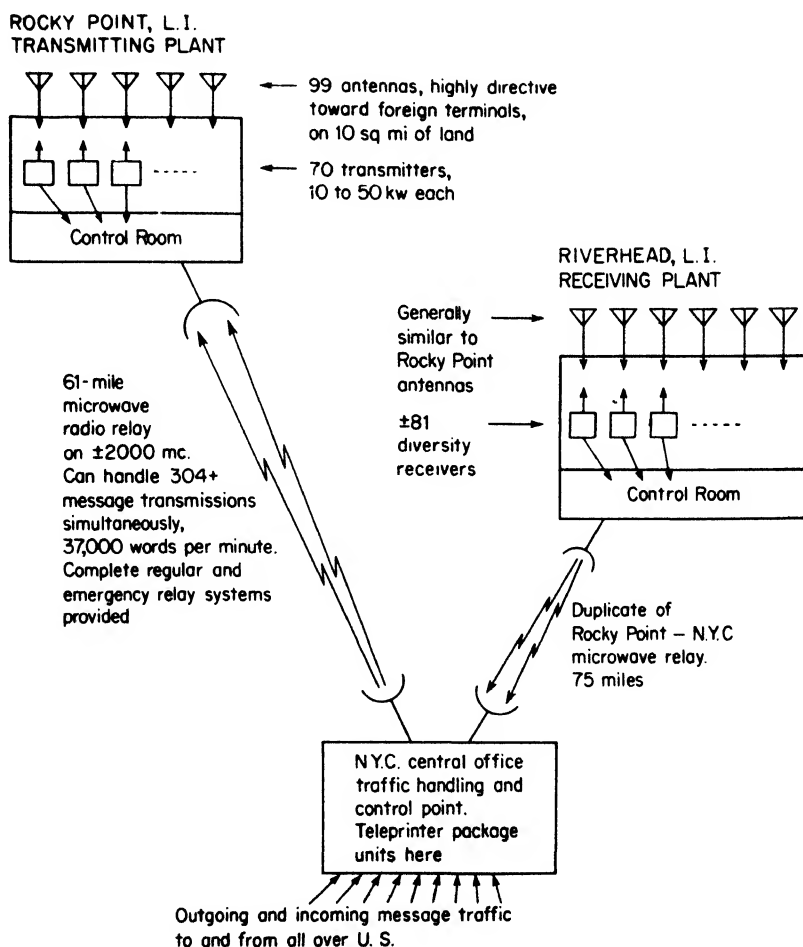 ROCKY POINT, L.I.
TRANSMITTING PLANT
99 antennas, highly directive
toward foreign terminals,
on 10 sq mi of land
70 transmitters,
10 to 50 kw each
Control Room
RIVERHEAD, L.I.
RECEIVING PLANT
Generally
similar to
Rocky Point
antennas
±81
diversity
receivers
Control Room
61-mile
microwave
radio relay
on ±2000 mc.
Can handle 304+
message transmissions
simultaneously,
37,000 words per minute.
Complete regular and
emergency relay systems
provided
Duplicate of
Rocky Point – N.Y.C
microwave relay.
75 miles
N.Y.C. central office
traffic handling and
control point.
Teleprinter package
units here
Outgoing and incoming message traffic
to and from all over U. S.